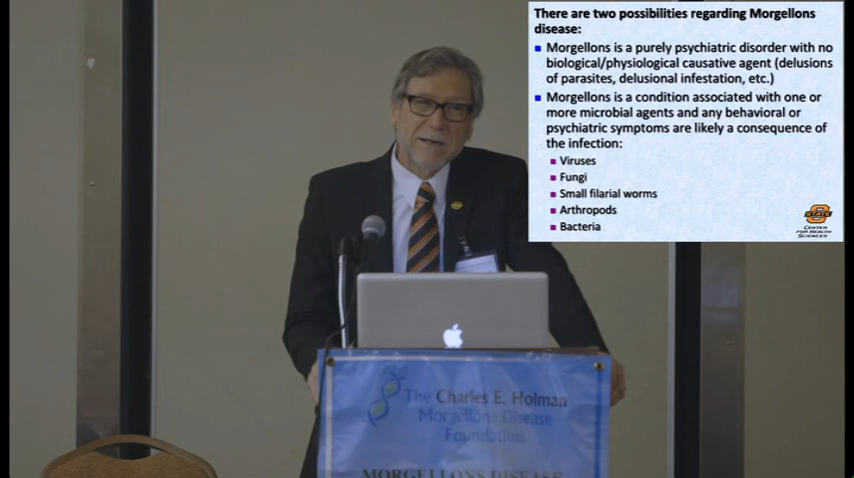 There are two possibilities regarding Morgellons
disease:
Morgellons is a purely psychiatric disorder with no
biological/physiological causative agent (delusions
of parasites, delusional infestation, etc.)
Morgellons is a condition associated with one or
more microbial agents and any behavioral or
psychiatric symptoms are likely a consequence of
the infection:
Viruses
Fungi
Small filarial worms
Arthropods
Bacteria
STATE
CENTER
FOR HEALTH
SCIENCES
The Charles E. Holman
Morgellons Disease
Foundation
MORGELLONS DISEASE